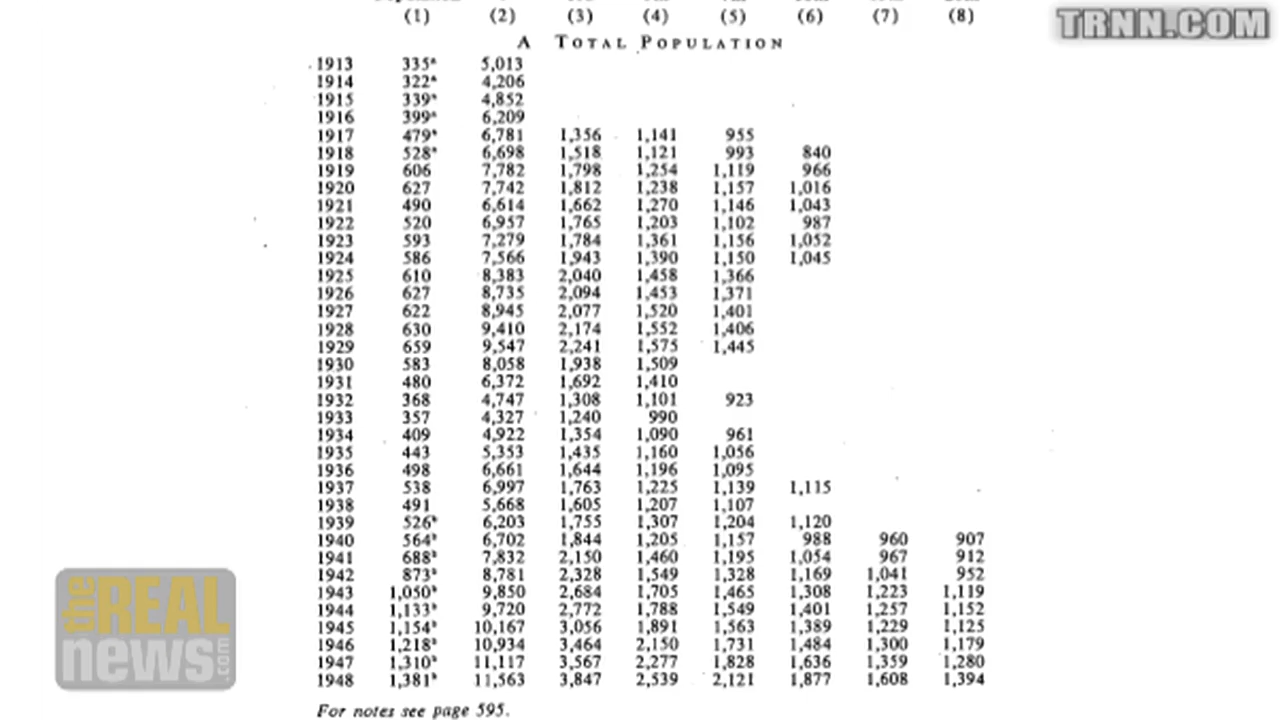 TRNN.COM
(1) (2) (3) (4) (5) (6) (7) (8)
A TOTAL POPULATION
1913 335ᵃ 5,013
1914 322ᵃ 4,206
1915 339ᵃ 4,852
1916 399ᵃ 6,209
1917 479ᵃ 6,781 1,356 1,141 955
1918 528ᵃ 6,698 1,518 1,121 993 840
1919 606 7,782 1,798 1,254 1,119 966
1920 627 7,742 1,812 1,238 1,157 1,016
1921 490 6,614 1,662 1,270 1,146 1,043
1922 520 6,957 1,765 1,203 1,102 987
1923 593 7,279 1,784 1,361 1,156 1,052
1924 586 7,566 1,943 1,390 1,150 1,045
1925 610 8,383 2,040 1,458 1,366
1926 627 8,735 2,094 1,453 1,371
1927 622 8,945 2,077 1,520 1,401
1928 630 9,410 2,174 1,552 1,406
1929 659 9,547 2,241 1,575 1,445
1930 583 8,058 1,938 1,509
1931 480 6,372 1,692 1,410
1932 368 4,747 1,308 1,101 923
1933 357 4,327 1,240 990
1934 409 4,922 1,354 1,090 961
1935 443 5,353 1,435 1,160 1,056
1936 498 6,661 1,644 1,196 1,095
1937 538 6,997 1,763 1,225 1,139 1,115
1938 491 5,668 1,605 1,207 1,107
1939 526ᵇ 6,203 1,755 1,307 1,204 1,120
1940 564ᵇ 6,702 1,844 1,205 1,157 988 960 907
1941 688ᵇ 7,832 2,150 1,460 1,195 1,054 967 912
1942 873ᵇ 8,781 2,328 1,549 1,328 1,169 1,041 952
1943 1,050ᵇ 9,850 2,684 1,705 1,465 1,308 1,223 1,119
1944 1,133ᵇ 9,720 2,772 1,788 1,549 1,401 1,257 1,152
1945 1,154ᵇ 10,167 3,056 1,891 1,563 1,389 1,229 1,125
1946 1,218ᵇ 10,934 3,464 2,150 1,731 1,484 1,300 1,179
1947 1,310ᵇ 11,117 3,567 2,277 1,828 1,636 1,359 1,280
1948 1,381ᵇ 11,563 3,847 2,539 2,121 1,877 1,608 1,394
For notes see page 595.
the REAL
news.com